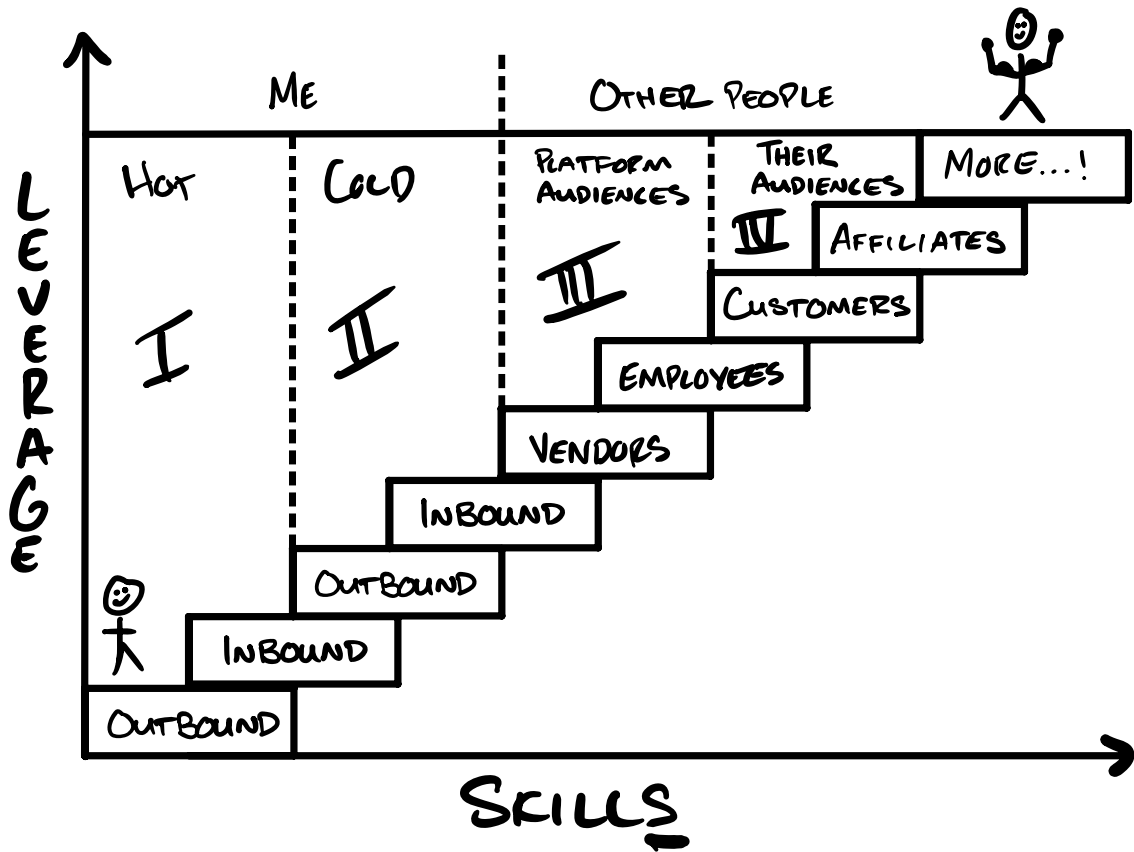 ME
OTHER PEOPLE
HOT
COLD
PLATFORM
AUDIENCES
THEIR
AUDIENCES
MORE...!
I
II
III
IV
AFFILIATES
CUSTOMERS
EMPLOYEES
VENDORS
INBOUND
OUTBOUND
INBOUND
OUTBOUND
LEVERAGE
SKILLS